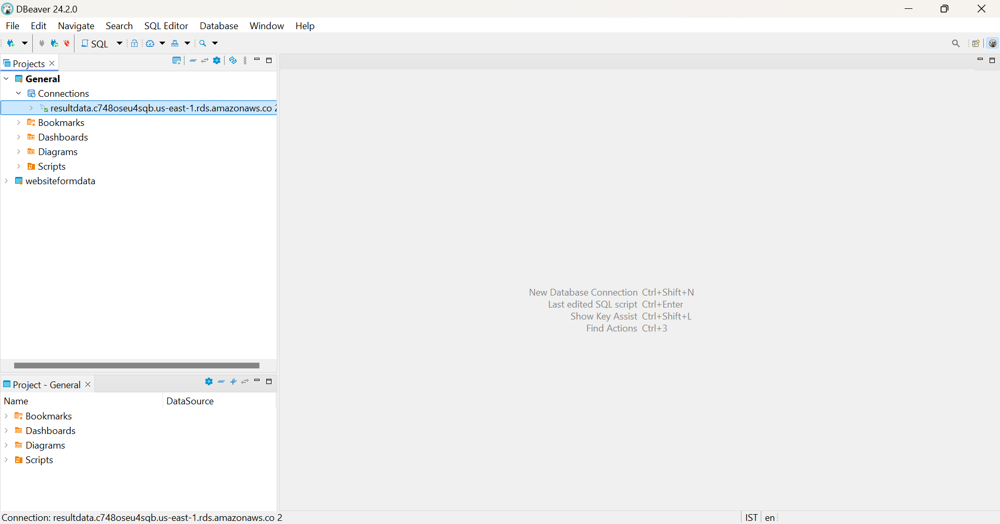 DBeaver 24.2.0
File Edit Navigate Search SQL Editor Database Window Help
SQL
Projects
General
Connections
resultdata.c748oseu4sqb.us-east-1.rds.amazonaws.co 2
Bookmarks
Dashboards
Diagrams
Scripts
websiteformdata
New Database Connection Ctrl+Shift+N
Last edited SQL script Ctrl+Enter
Show Key Assist Ctrl+Shift+L
Find Actions Ctrl+3
Project - General
Name DataSource
Bookmarks
Dashboards
Diagrams
Scripts
Connection: resultdata.c748oseu4sqb.us-east-1.rds.amazonaws.co 2
IST en